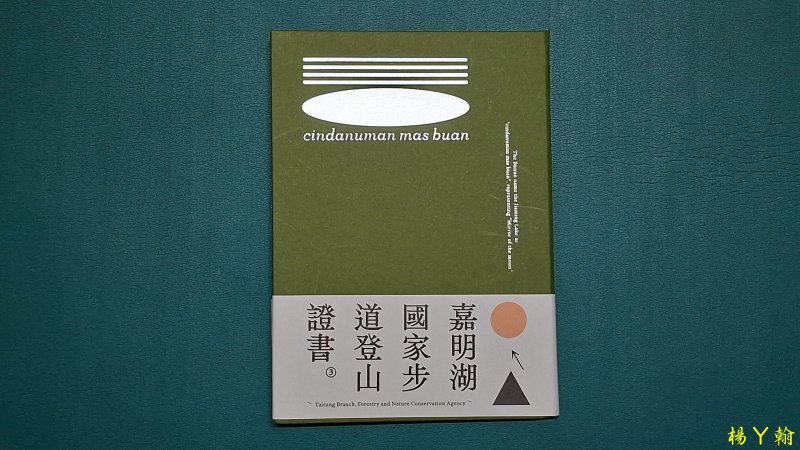 cindanuman mas buan
The Bunun name the Jiaming Lake as
"cindanuman mas buan", representing "Mirror of the moon".
嘉明湖
國家步
道登山
證書③
~ Taitung Branch, Forestry and Nature Conservation Agency ~
楊丫翰